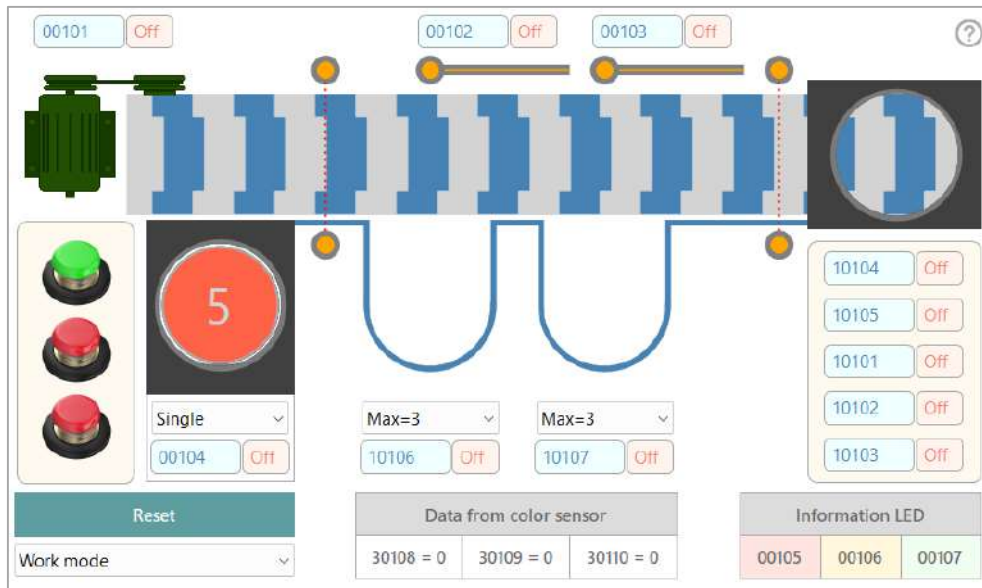 00101 Off 00102 Off 00103 Off ?
5
10104 Off
10105 Off
10101 Off
10102 Off
10103 Off
Single Max=3 Max=3
00104 Off 10106 Off 10107 Off
Reset Data from color sensor Information LED
Work mode 30108 = 0 30109 = 0 30110 = 0 00105 00106 00107